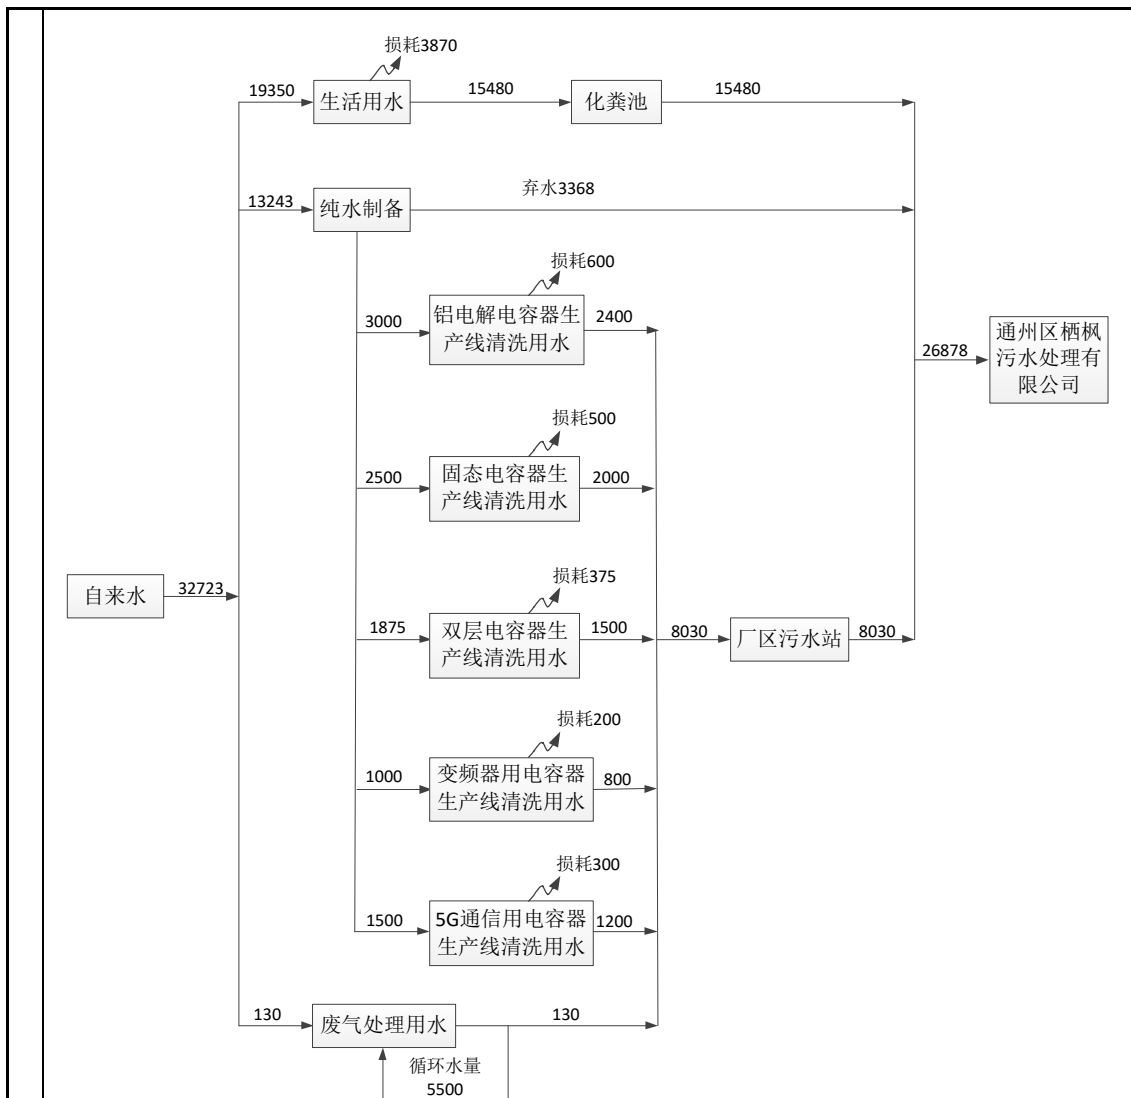 损耗3870
19350
生活用水
15480
化粪池
15480
13243
纯水制备
弃水3368
损耗600
3000
铝电解电容器生
产线清洗用水
2400
26878
通州区栖枫
污水处理有
限公司
损耗500
2500
固态电容器生
产线清洗用水
2000
自来水
32723
损耗375
1875
双层电容器生
产线清洗用水
1500
8030
厂区污水站
8030
损耗200
1000
变频器用电容器
生产线清洗用水
800
损耗300
1500
5G通信用电容器
生产线清洗用水
1200
130
废气处理用水
130
循环水量
5500